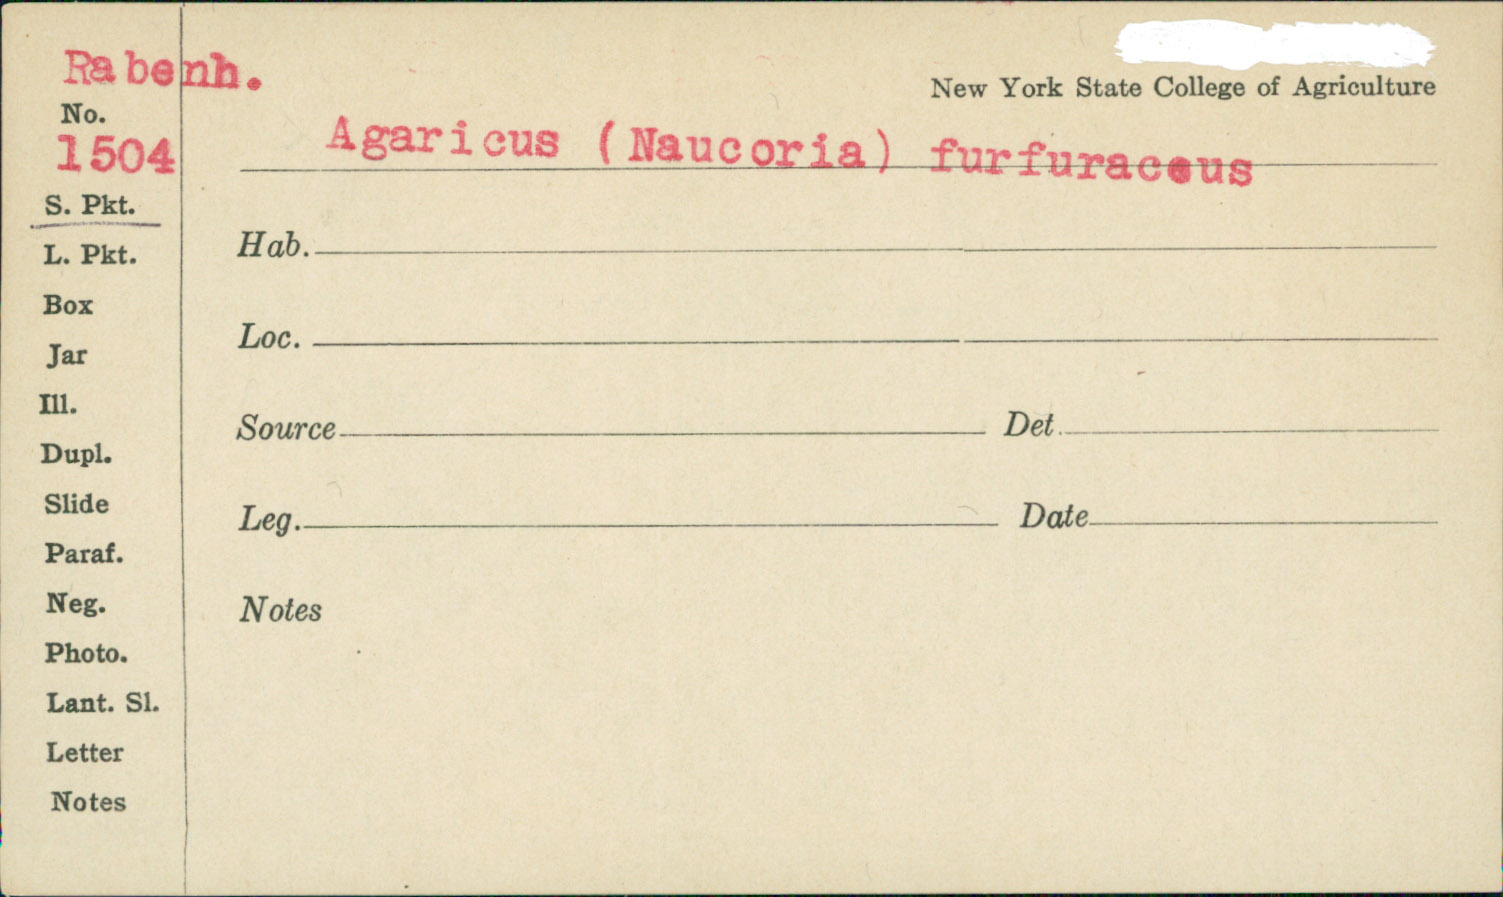 Rabenh.
New York State College of Agriculture
No.
1504
Agaricus (Naucoria) furfuraceus
S. Pkt.
Hab.
L. Pkt.
Box
Loc.
Jar
Ill.
Source Det.
Dupl.
Slide
Leg. Date
Paraf.
Neg.
Notes
Photo.
Lant. Sl.
Letter
Notes